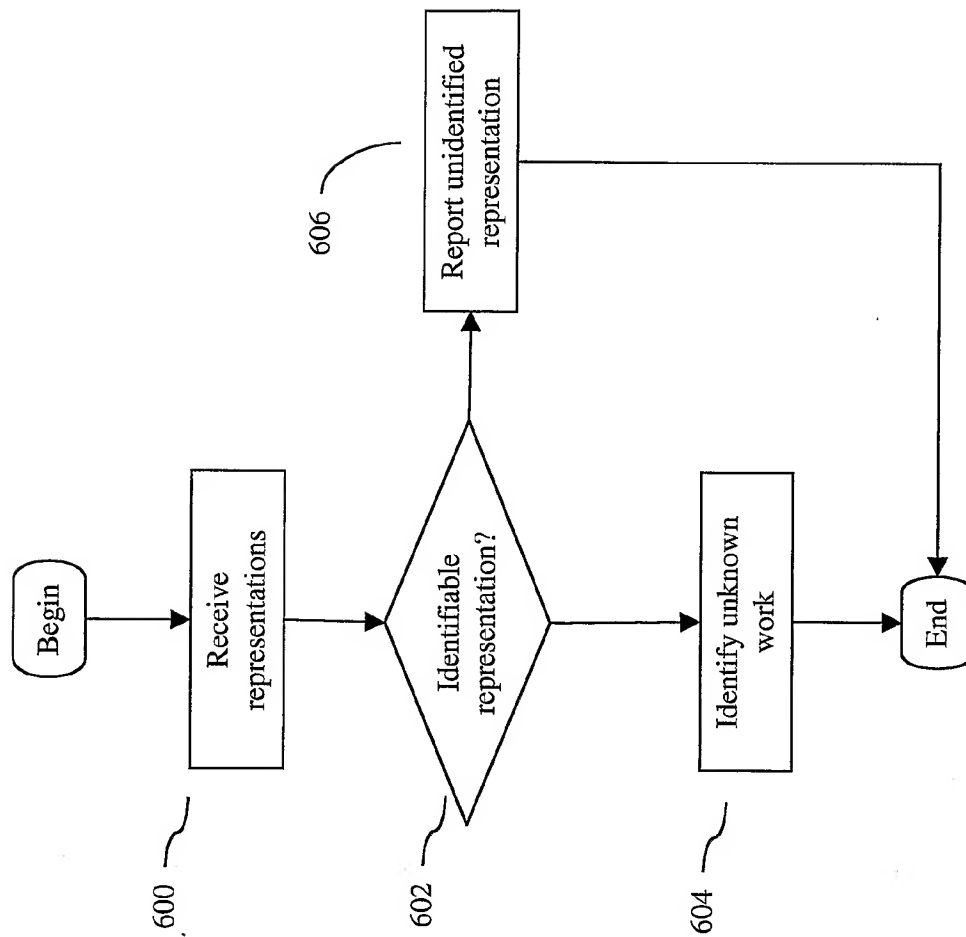 Begin
600
Receive
representations
602
Identifiable
representation?
606
Report unidentified
representation
604
Identify unknown
work
End